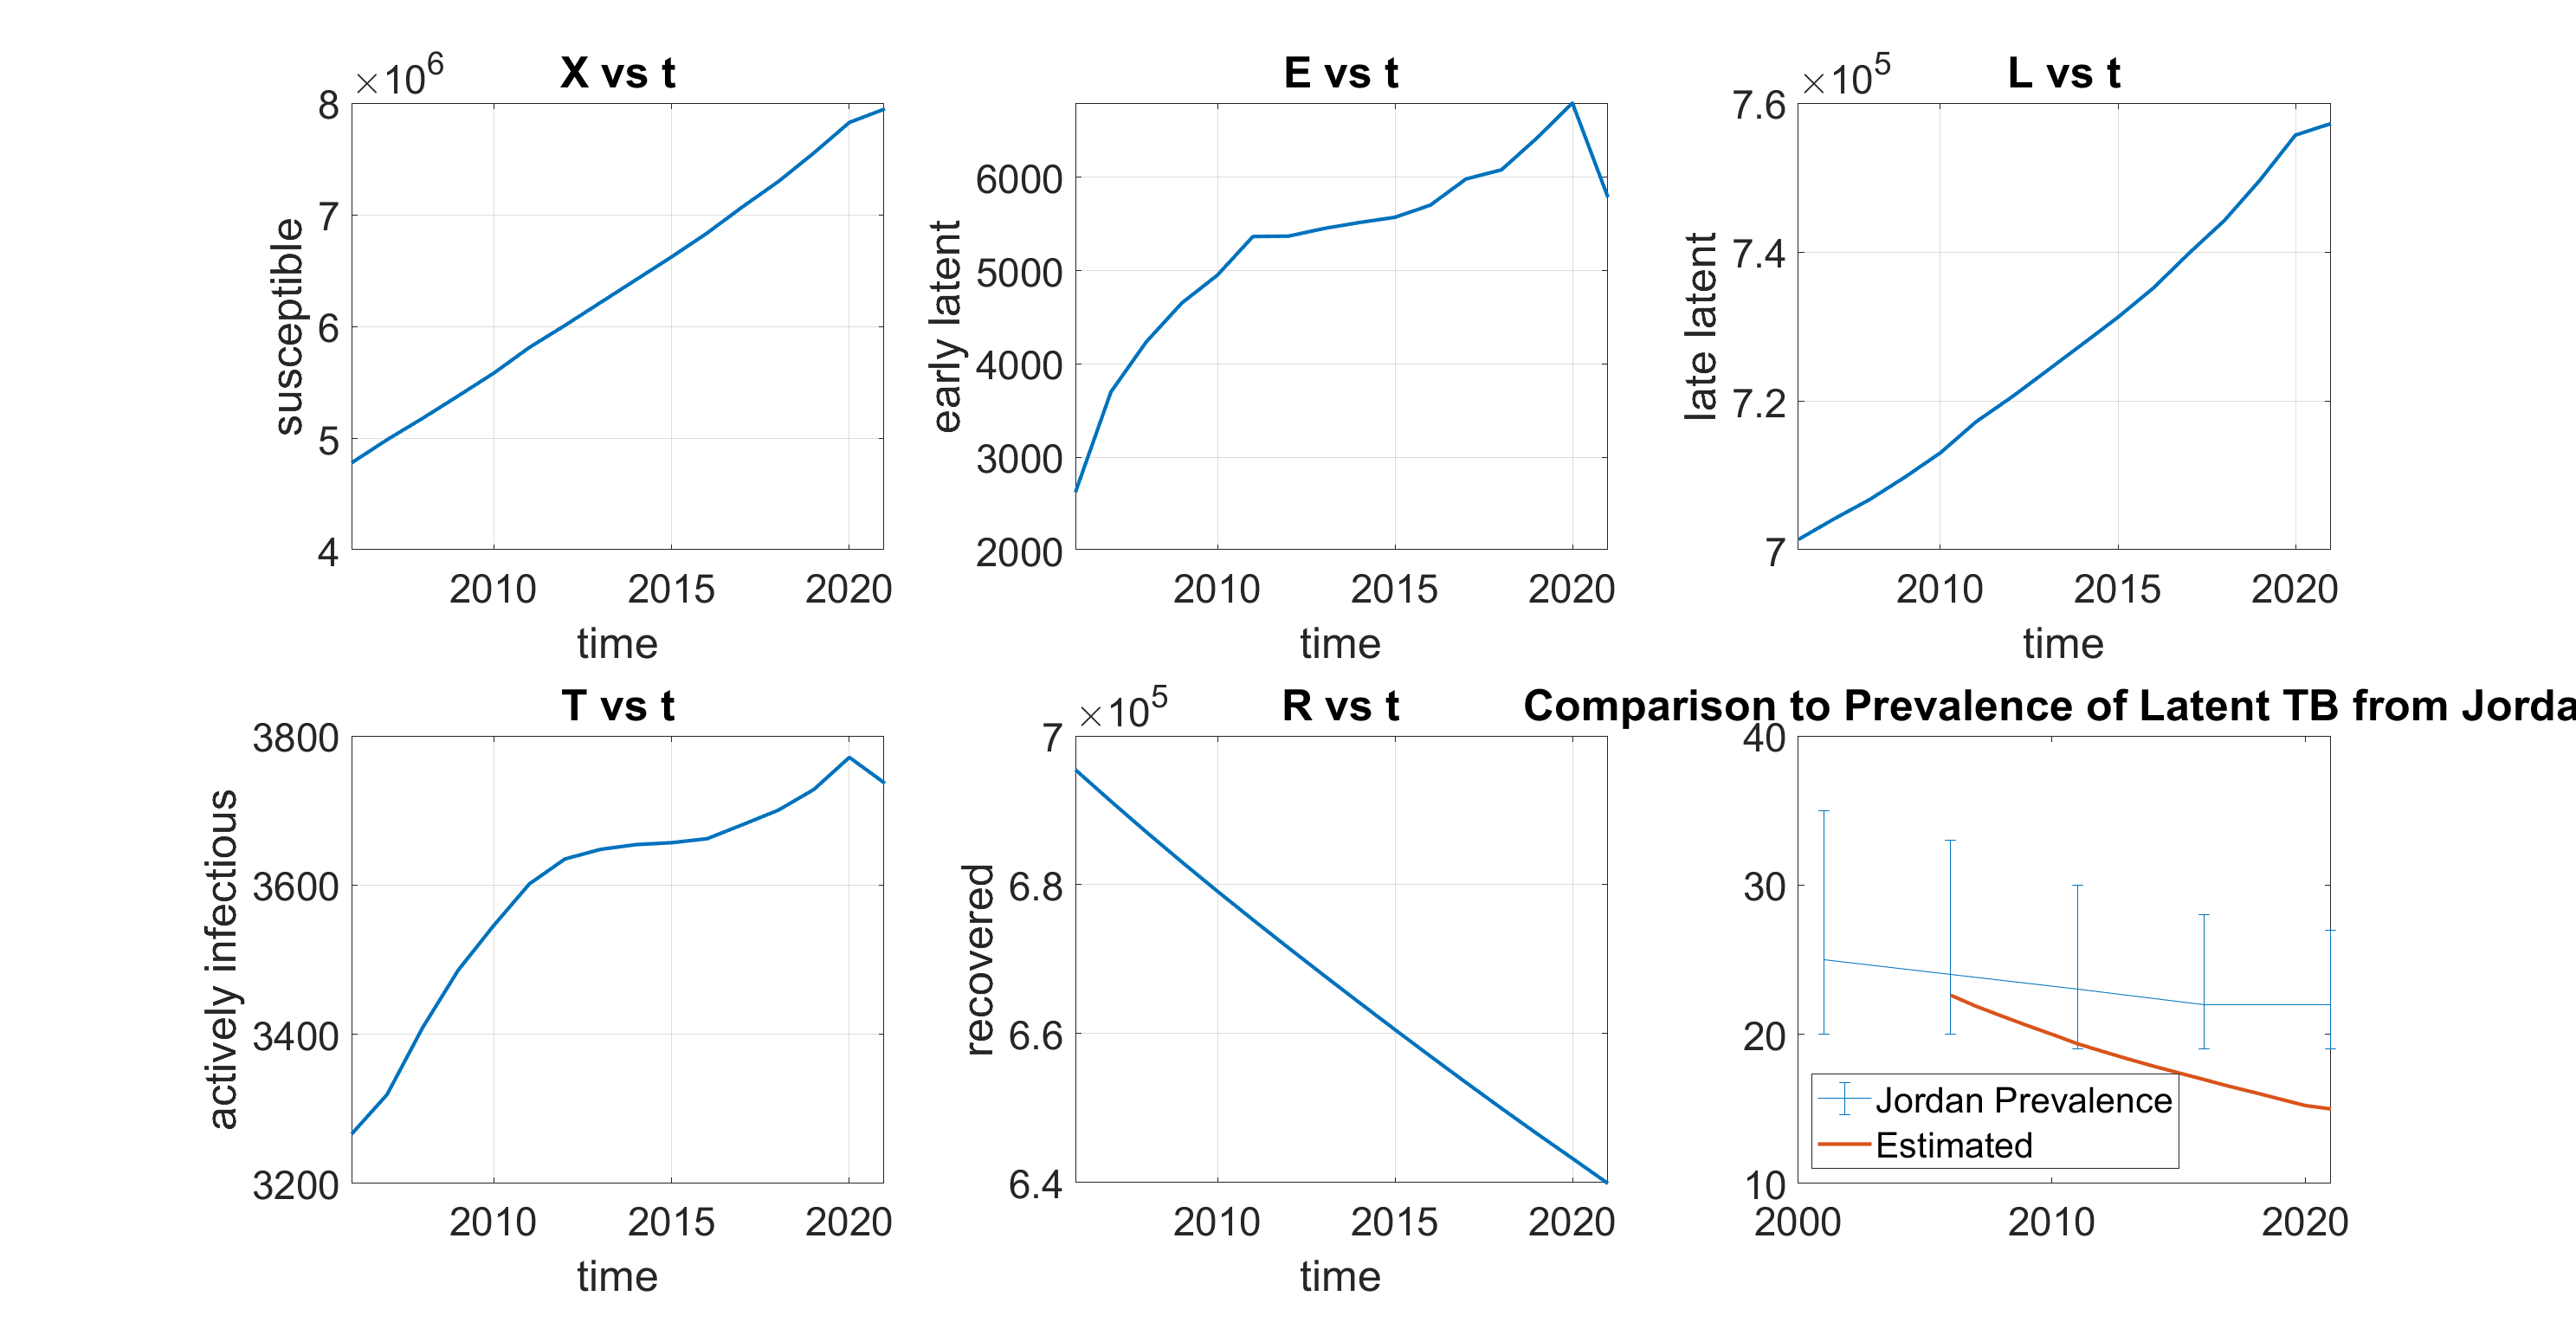 X vs t
×10^6
8
7
6
5
4
susceptible
2010 2015 2020
time
E vs t
6000
5000
4000
3000
2000
early latent
2010 2015 2020
time
L vs t
×10^5
7.6
7.4
7.2
7
late latent
2010 2015 2020
time
T vs t
3800
3600
3400
3200
actively infectious
2010 2015 2020
time
R vs t
×10^5
7
6.8
6.6
6.4
recovered
2010 2015 2020
time
Comparison to Prevalence of Latent TB from Jorda
40
30
20
10
Jordan Prevalence
Estimated
2000 2010 2020